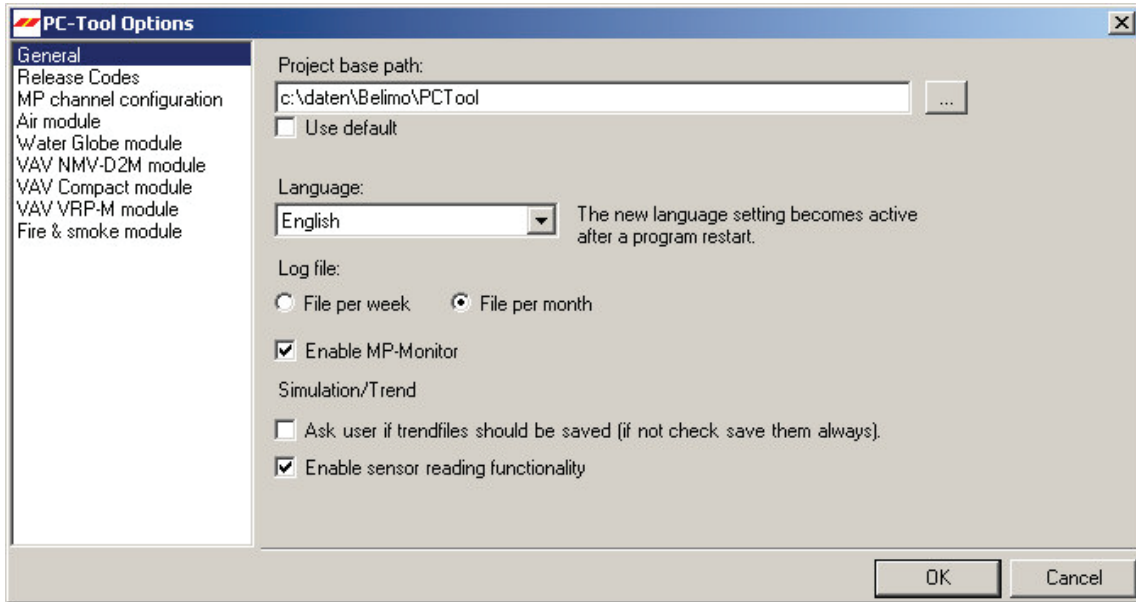 PC-Tool Options
General
Release Codes
MP channel configuration
Air module
Water Globe module
VAV NMV-D2M module
VAV Compact module
VAV VRP-M module
Fire & smoke module
Project base path:
c:\daten\Belimo\PCTool
...
Use default
Language:
English
The new language setting becomes active
after a program restart.
Log file:
File per week
File per month
Enable MP-Monitor
Simulation/Trend
Ask user if trendfiles should be saved (if not check save them always).
Enable sensor reading functionality
OK
Cancel